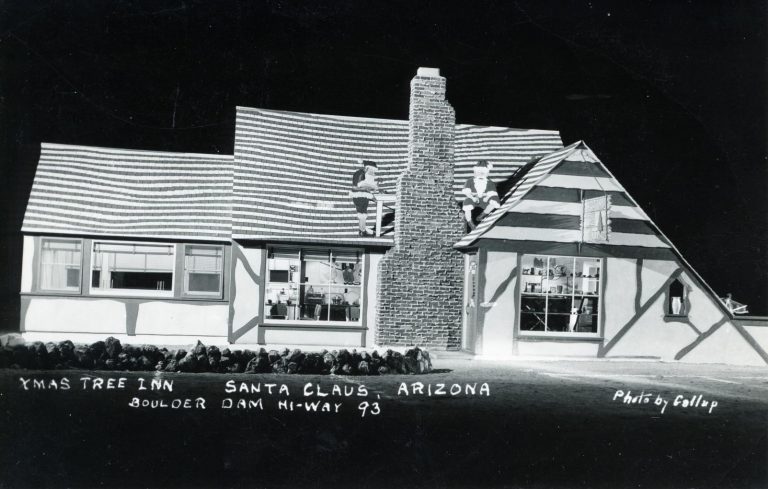 XMAS TREE INN SANTA CLAUS, ARIZONA
BOULDER DAM HI-WAY 93
Photo by Gallup